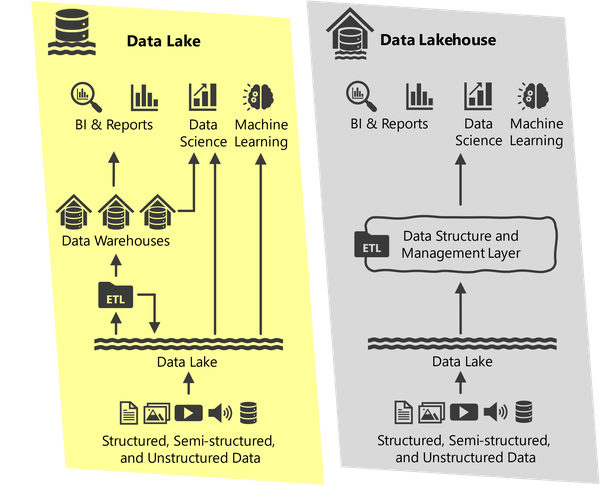 Data Lake
BI & Reports
Data
Science
Machine
Learning
Data Warehouses
ETL
Data Lake
Structured, Semi-structured,
and Unstructured Data
Data Lakehouse
BI & Reports
Data
Science
Machine
Learning
ETL
Data Structure and
Management Layer
Data Lake
Structured, Semi-structured,
and Unstructured Data